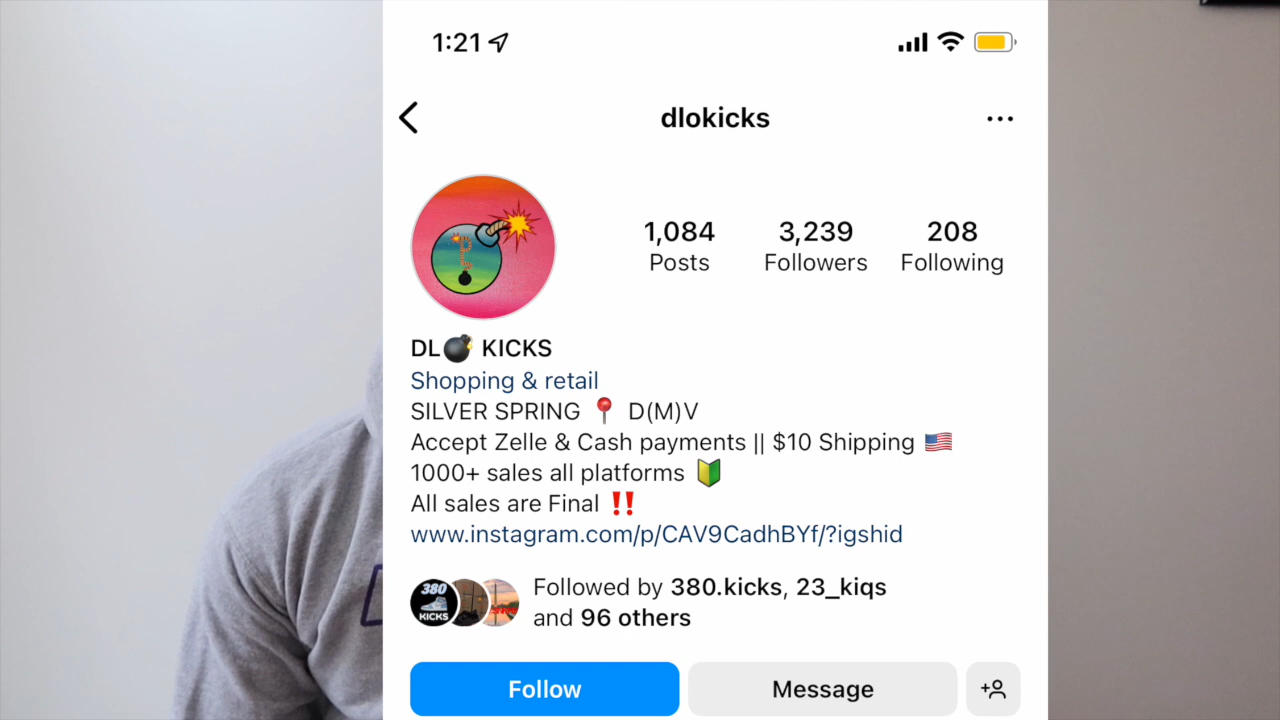 1:21
dlokicks
1,084 3,239 208
Posts Followers Following
DL💣 KICKS
Shopping & retail
SILVER SPRING 📍 D(M)V
Accept Zelle & Cash payments || $10 Shipping 🇺🇸
1000+ sales all platforms 🔰
All sales are Final ‼️
www.instagram.com/p/CAV9CadhBYf/?igshid
380
KICKS
Followed by 380.kicks, 23_kiqs
and 96 others
Follow Message